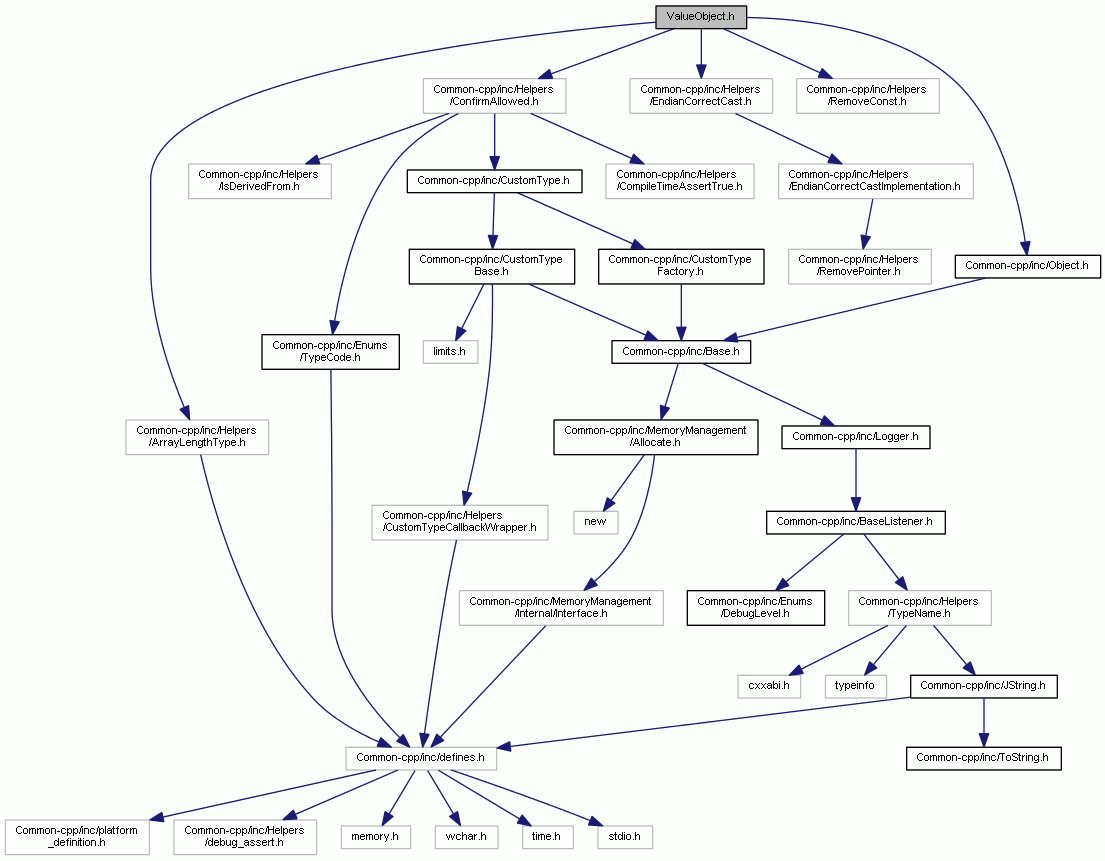 ValueObject.h
Common-cpp/inc/Helpers
/ConfirmAllowed.h
Common-cpp/inc/Helpers
/EndianCorrectCast.h
Common-cpp/inc/Helpers
/RemoveConst.h
Common-cpp/inc/Helpers
/IsDerivedFrom.h
Common-cpp/inc/CustomType.h
Common-cpp/inc/Helpers
/CompileTimeAssertTrue.h
Common-cpp/inc/Helpers
/EndianCorrectCastImplementation.h
Common-cpp/inc/CustomType
Base.h
Common-cpp/inc/CustomType
Factory.h
Common-cpp/inc/Helpers
/RemovePointer.h
Common-cpp/inc/Object.h
Common-cpp/inc/Enums
/TypeCode.h
limits.h
Common-cpp/inc/Base.h
Common-cpp/inc/Helpers
/ArrayLengthType.h
Common-cpp/inc/MemoryManagement
/Allocate.h
Common-cpp/inc/Logger.h
Common-cpp/inc/Helpers
/CustomTypeCallbackWrapper.h
new
Common-cpp/inc/BaseListener.h
Common-cpp/inc/MemoryManagement
/Internal/Interface.h
Common-cpp/inc/Enums
/DebugLevel.h
Common-cpp/inc/Helpers
/TypeName.h
cxxabi.h
typeinfo
Common-cpp/inc/JString.h
Common-cpp/inc/defines.h
Common-cpp/inc/ToString.h
Common-cpp/inc/platform
_definition.h
Common-cpp/inc/Helpers
/debug_assert.h
memory.h
wchar.h
time.h
stdio.h